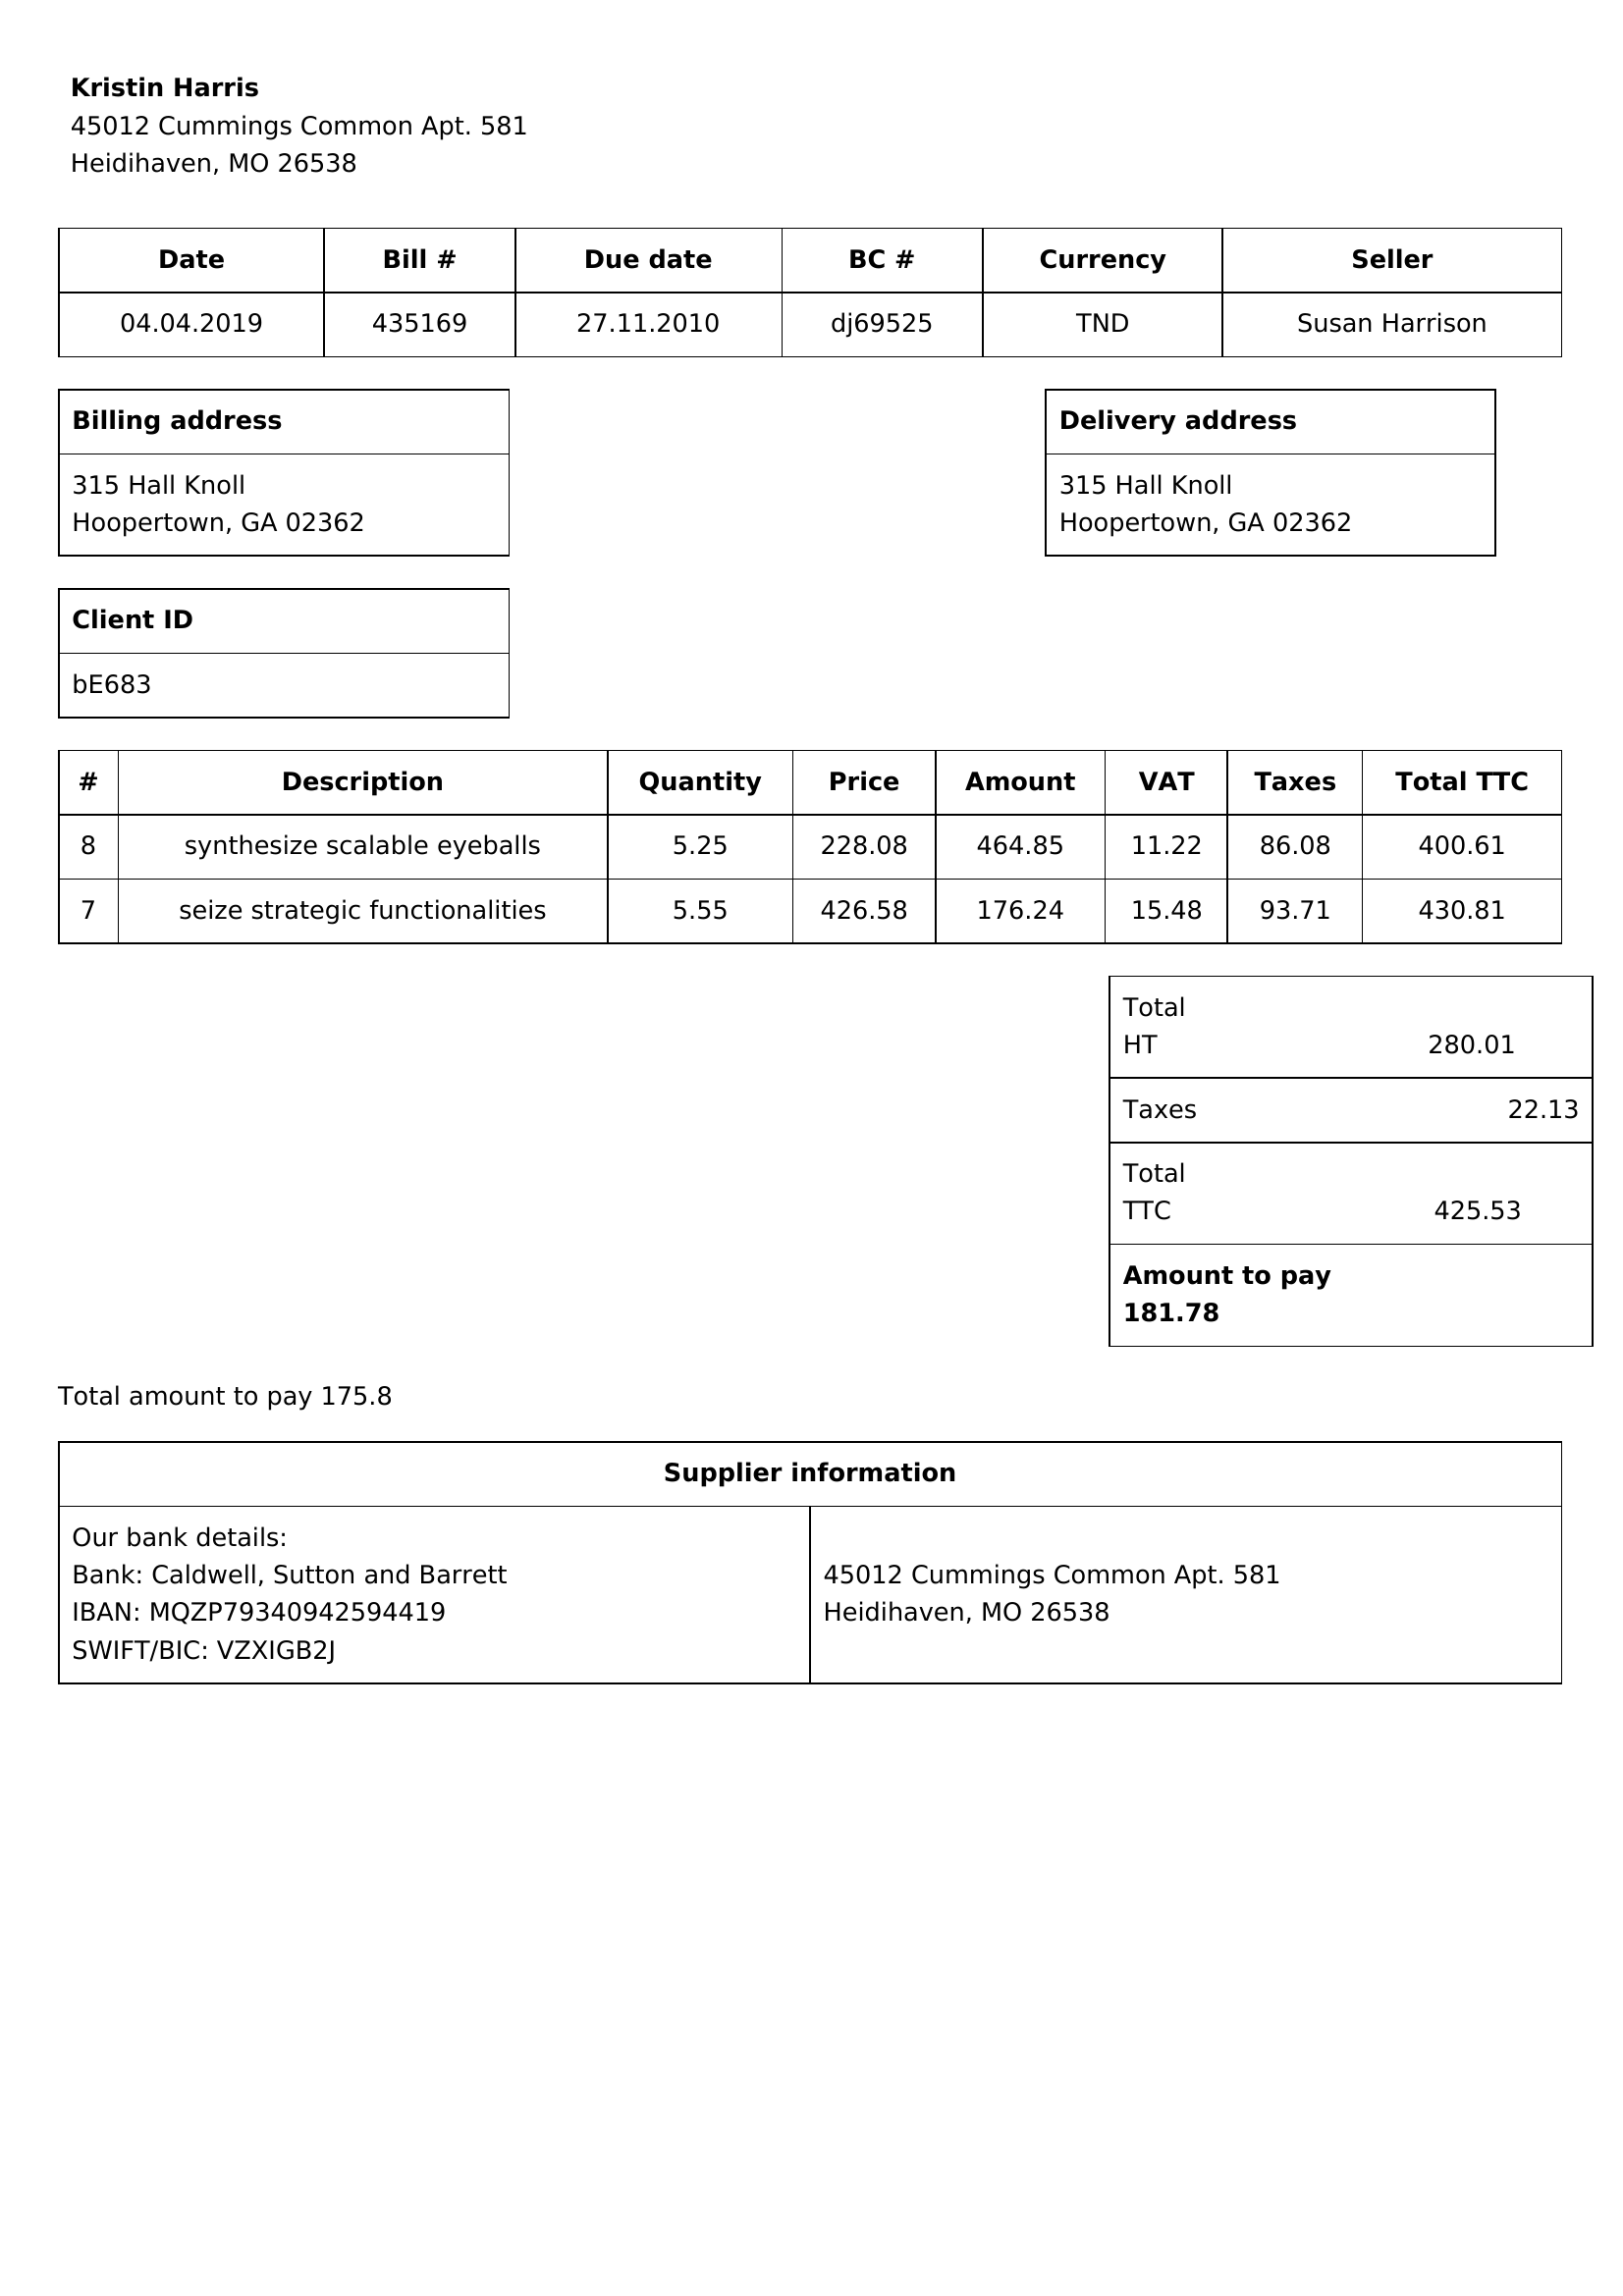 Kristin Harris
45012 Cummings Common Apt. 581
Heidihaven, MO 26538
Date Bill # Due date BC # Currency Seller
04.04.2019 435169 27.11.2010 dj69525 TND Susan Harrison
Billing address
315 Hall Knoll
Hoopertown, GA 02362
Delivery address
315 Hall Knoll
Hoopertown, GA 02362
Client ID
bE683
# Description Quantity Price Amount VAT Taxes Total TTC
8 synthesize scalable eyeballs 5.25 228.08 464.85 11.22 86.08 400.61
7 seize strategic functionalities 5.55 426.58 176.24 15.48 93.71 430.81
Total
HT 280.01
Taxes 22.13
Total
TTC 425.53
Amount to pay
181.78
Total amount to pay 175.8
Supplier information
Our bank details:
Bank: Caldwell, Sutton and Barrett
IBAN: MQZP79340942594419
SWIFT/BIC: VZXIGB2J
45012 Cummings Common Apt. 581
Heidihaven, MO 26538